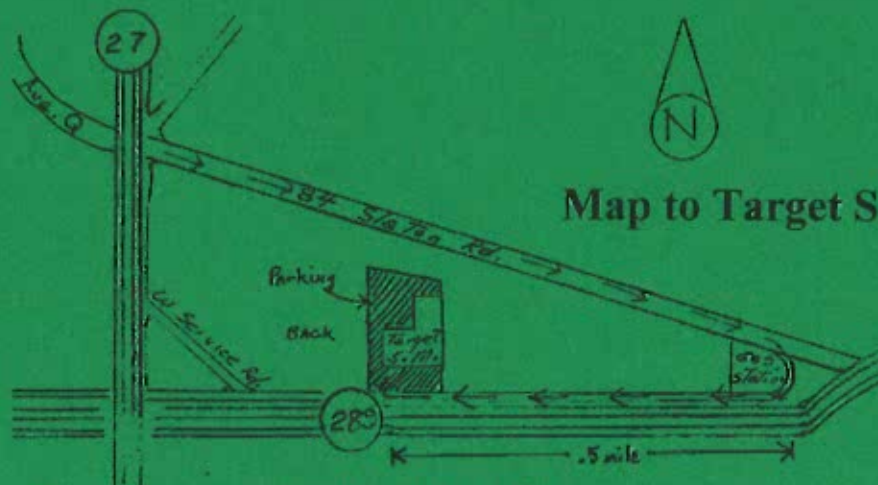 27
Ave. Q
N
Map to Target S
84 Slaton Rd.
Parking
BACK
Target
S.M.
Gas
Station
W Service Rd.
289
.5 mile